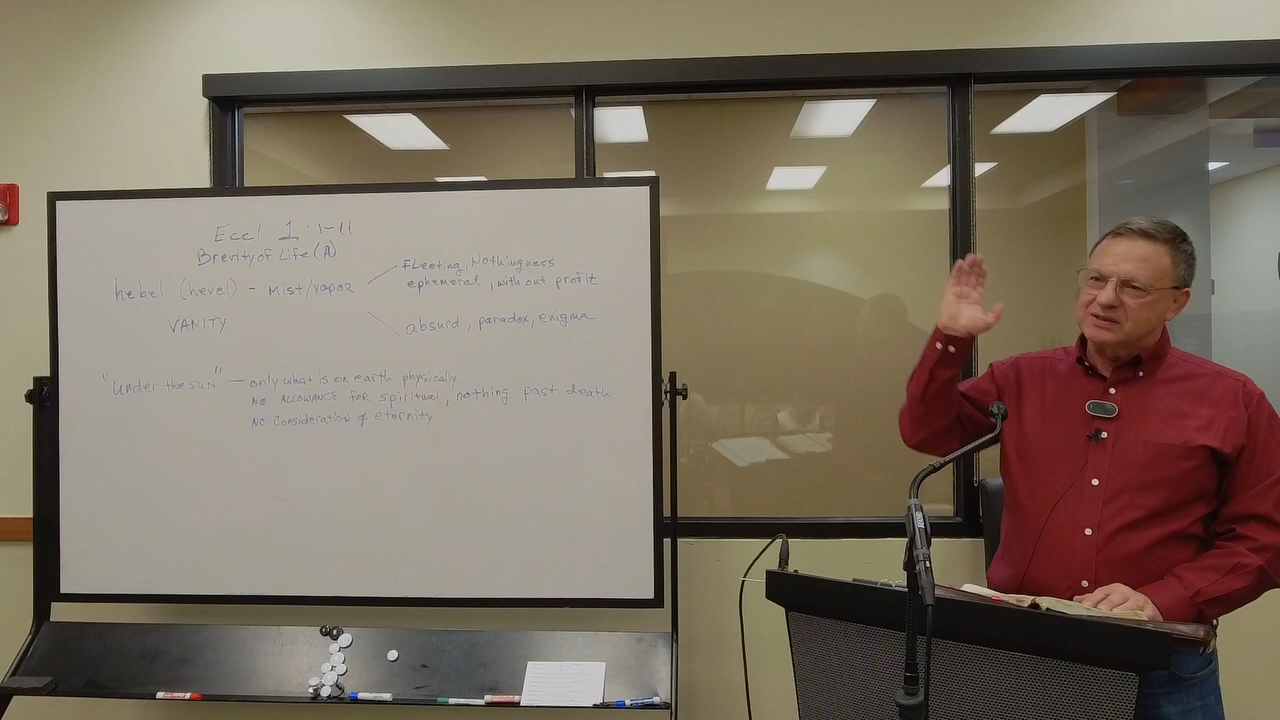 Eccl 1:1-11
Brevity of Life (A)
hebel (hevel) - Mist/vapor
Fleeting, Nothingness
ephemeral, with out profit
VANITY
absurd, paradox, enigma
"Under the sun" — only what is on earth physically
No Allowance for spiritual, nothing past death
No Consideration of eternity